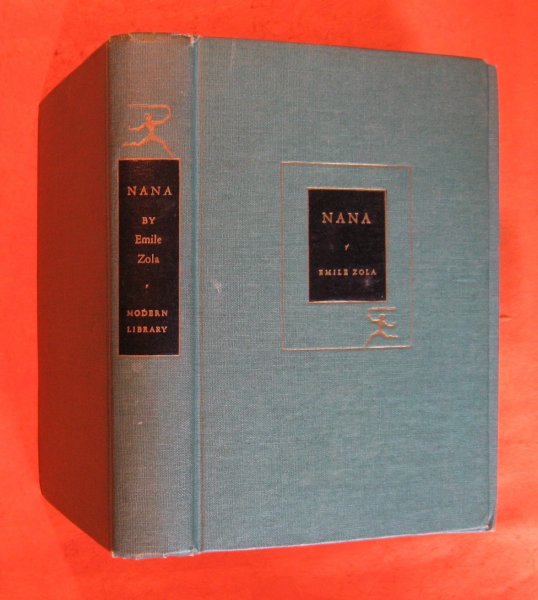 NANA
BY
Emile
Zola
MODERN
LIBRARY
NANA
EMILE ZOLA